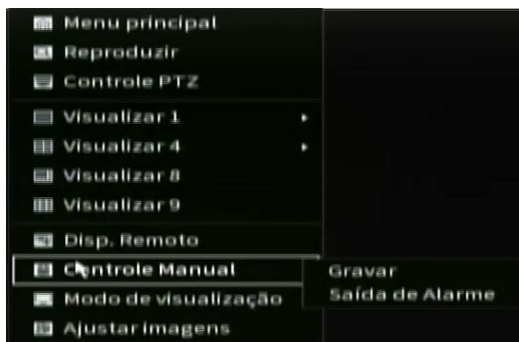 Menu principal
Reproduzir
Controle PTZ
Visualizar 1
Visualizar 4
Visualizar 8
Visualizar 9
Disp. Remoto
Controle Manual
Gravar
Saída de Alarme
Modo de visualização
Ajustar imagens